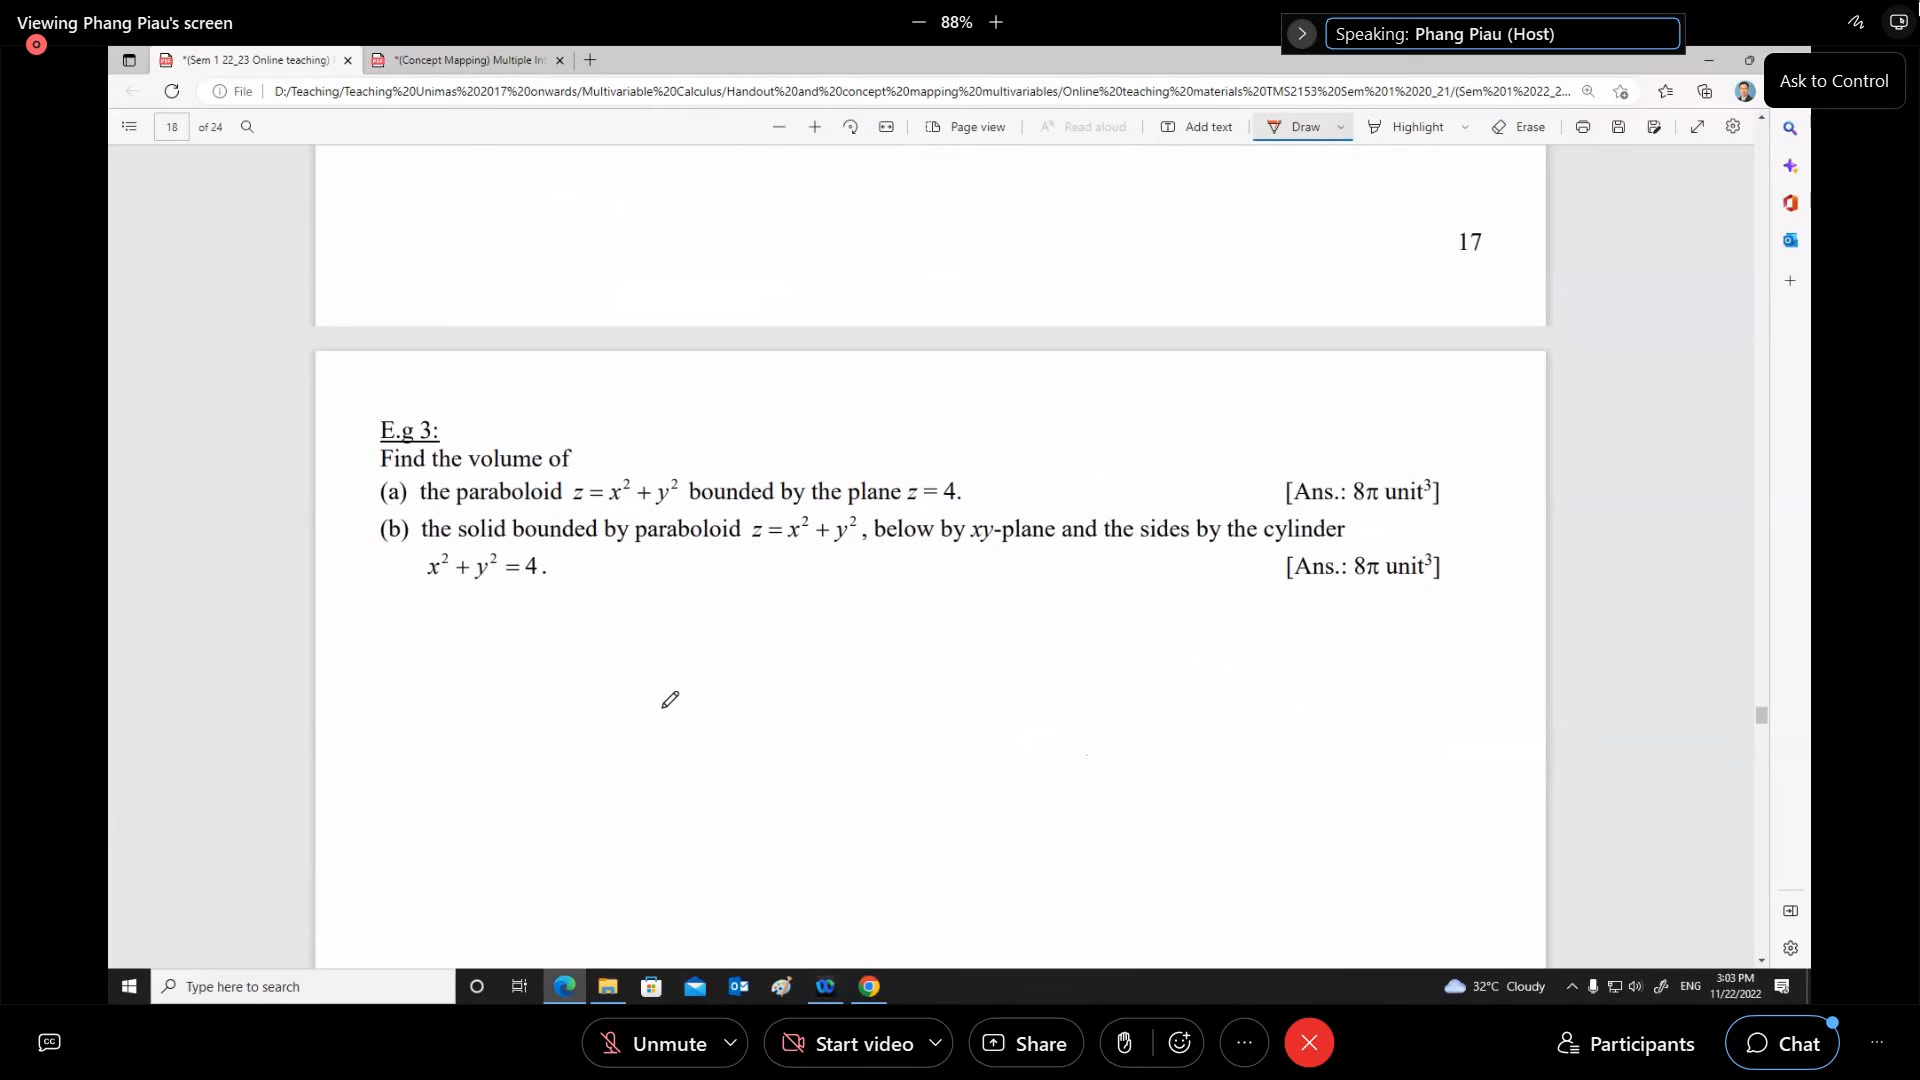 Viewing Phang Piau's screen
88%
Speaking: Phang Piau (Host)
Ask to Control
*(Sem 1 22_23 Online teaching)
*(Concept Mapping) Multiple In
File
D:/Teaching/Teaching%20Unimas%202017%20onwards/Multivariable%20Calculus/Handout%20and%20concept%20mapping%20multivariables/Online%20teaching%20materials%20TMS2153%20Sem%201%2020_21/(Sem%201%2022_2...
18 of 24
Page view
Read aloud
Add text
Draw
Highlight
Erase
17
E.g 3:
Find the volume of
(a) the paraboloid z = x² + y² bounded by the plane z = 4. [Ans.: 8π unit³]
(b) the solid bounded by paraboloid z = x² + y², below by xy-plane and the sides by the cylinder
x² + y² = 4. [Ans.: 8π unit³]
Type here to search
32°C Cloudy
ENG
3:03 PM
11/22/2022
CC
Unmute
Start video
Share
Participants
Chat